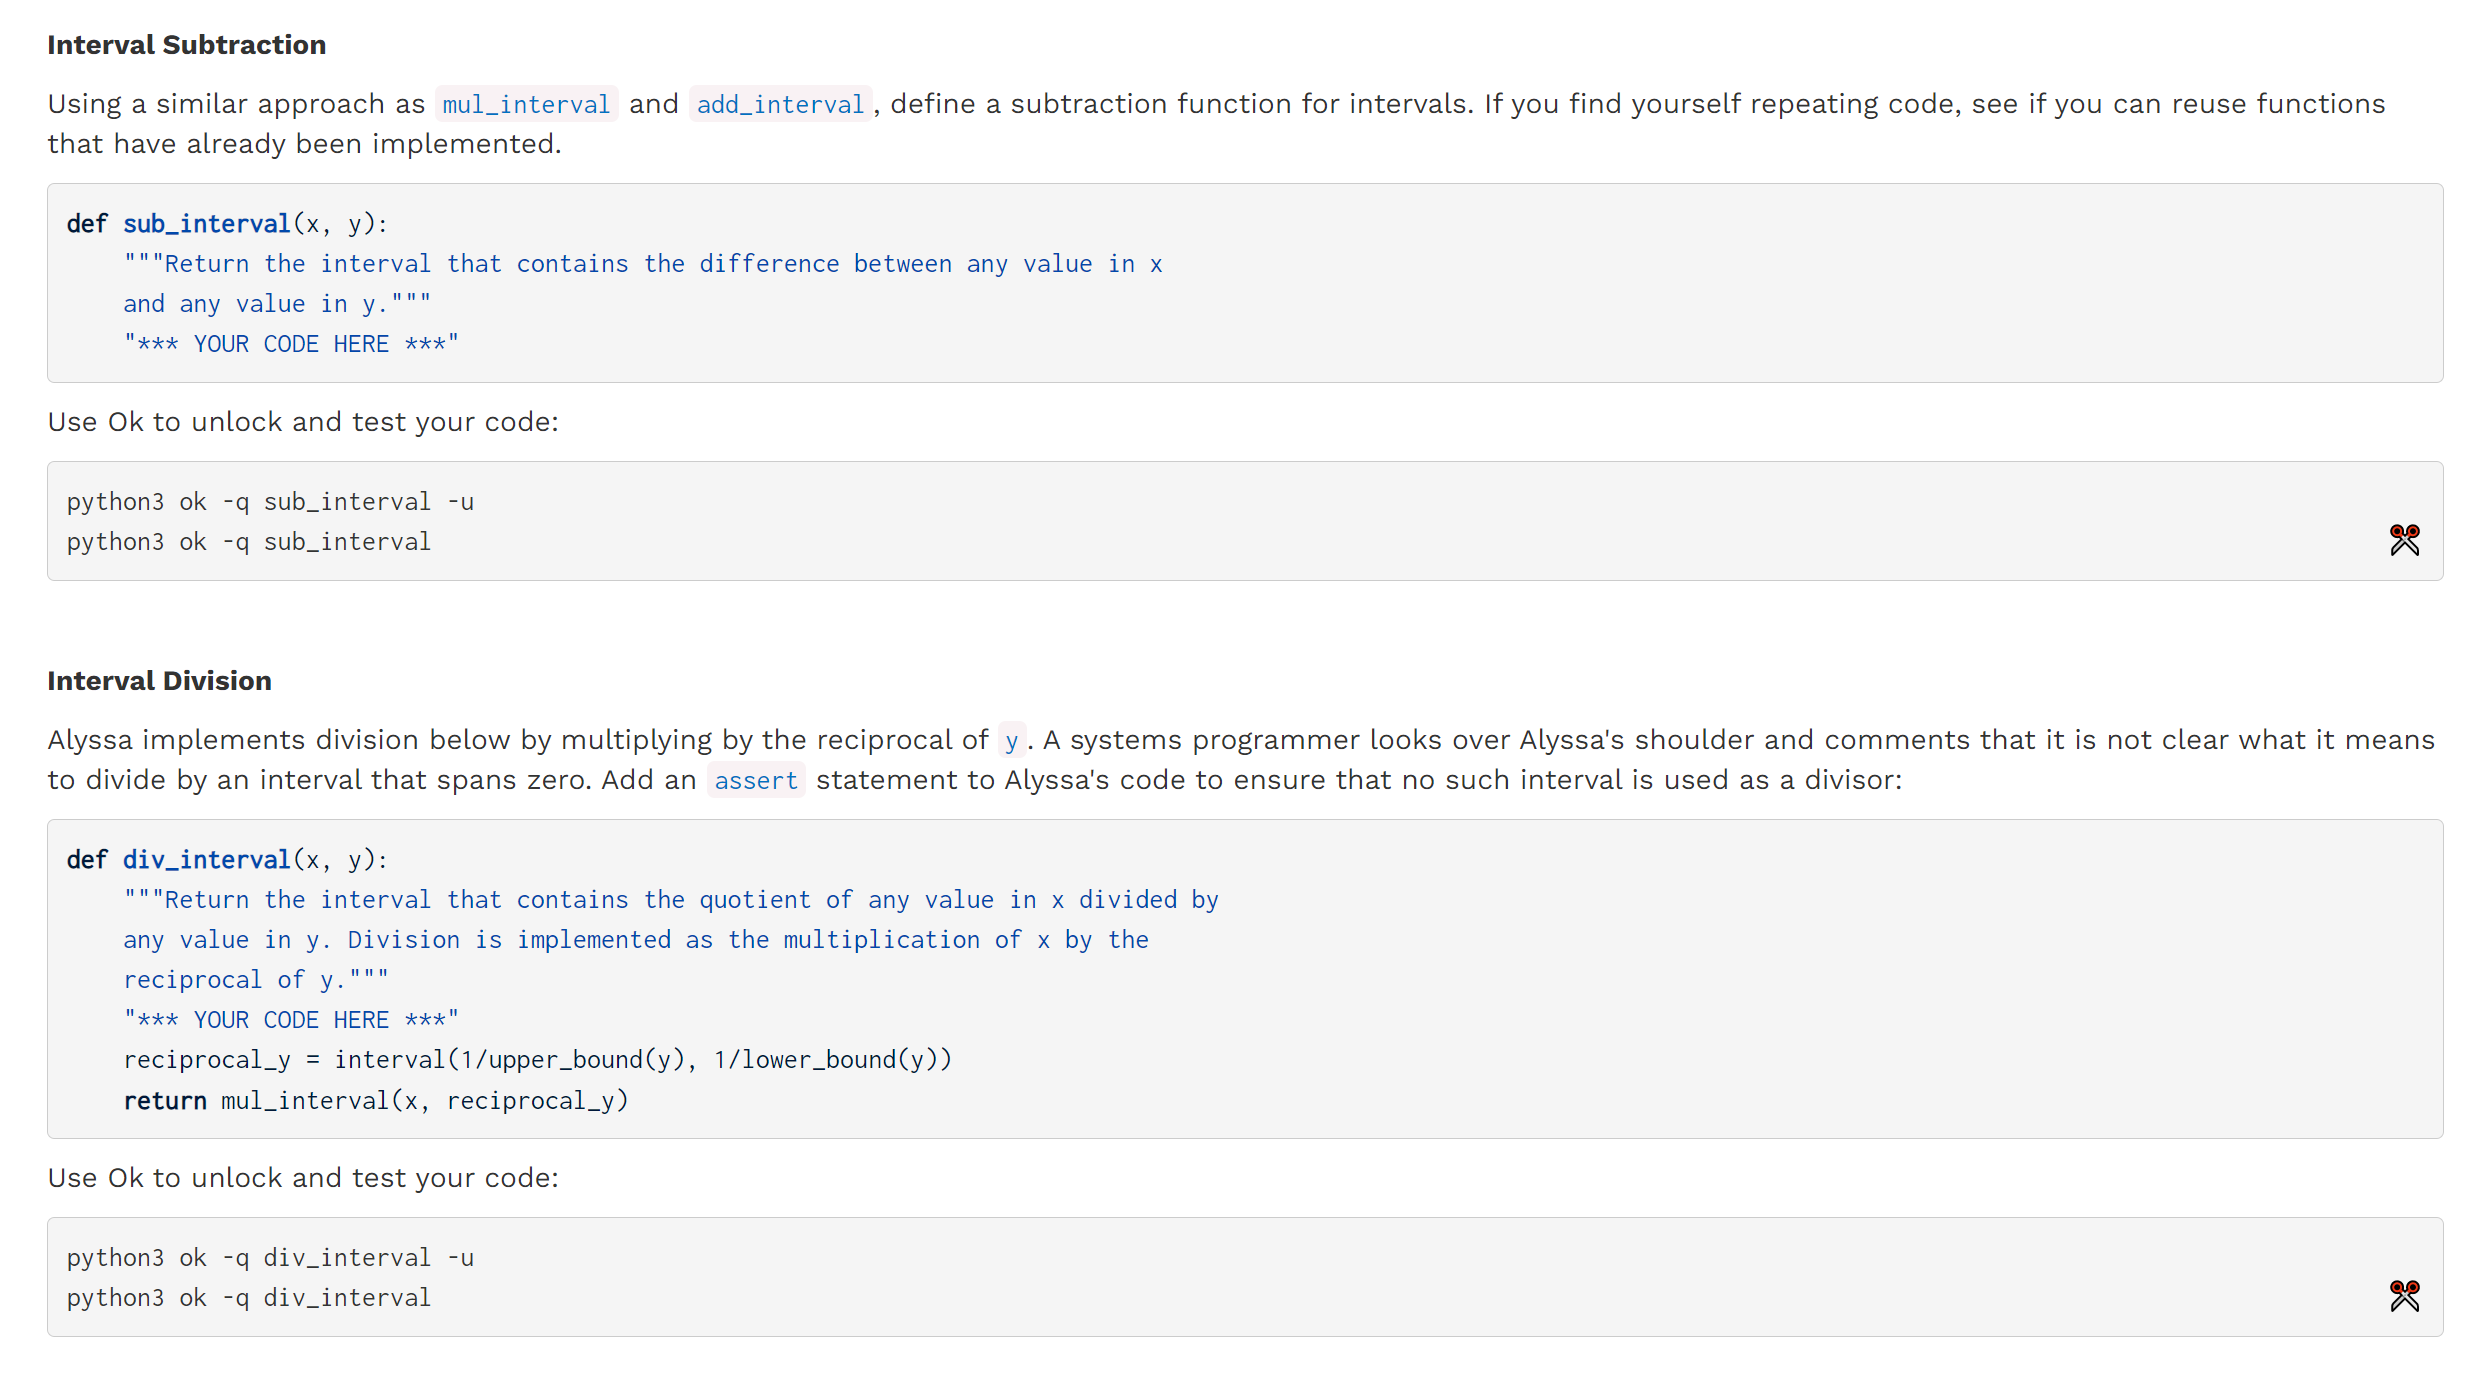 Interval Subtraction
Using a similar approach as mul_interval and add_interval, define a subtraction function for intervals. If you find yourself repeating code, see if you can reuse functions
that have already been implemented.
def sub_interval(x, y):
    """Return the interval that contains the difference between any value in x
    and any value in y."""
    "*** YOUR CODE HERE ***"
Use Ok to unlock and test your code:
python3 ok -q sub_interval -u
python3 ok -q sub_interval
Interval Division
Alyssa implements division below by multiplying by the reciprocal of y. A systems programmer looks over Alyssa's shoulder and comments that it is not clear what it means
to divide by an interval that spans zero. Add an assert statement to Alyssa's code to ensure that no such interval is used as a divisor:
def div_interval(x, y):
    """Return the interval that contains the quotient of any value in x divided by
    any value in y. Division is implemented as the multiplication of x by the
    reciprocal of y."""
    "*** YOUR CODE HERE ***"
    reciprocal_y = interval(1/upper_bound(y), 1/lower_bound(y))
    return mul_interval(x, reciprocal_y)
Use Ok to unlock and test your code:
python3 ok -q div_interval -u
python3 ok -q div_interval